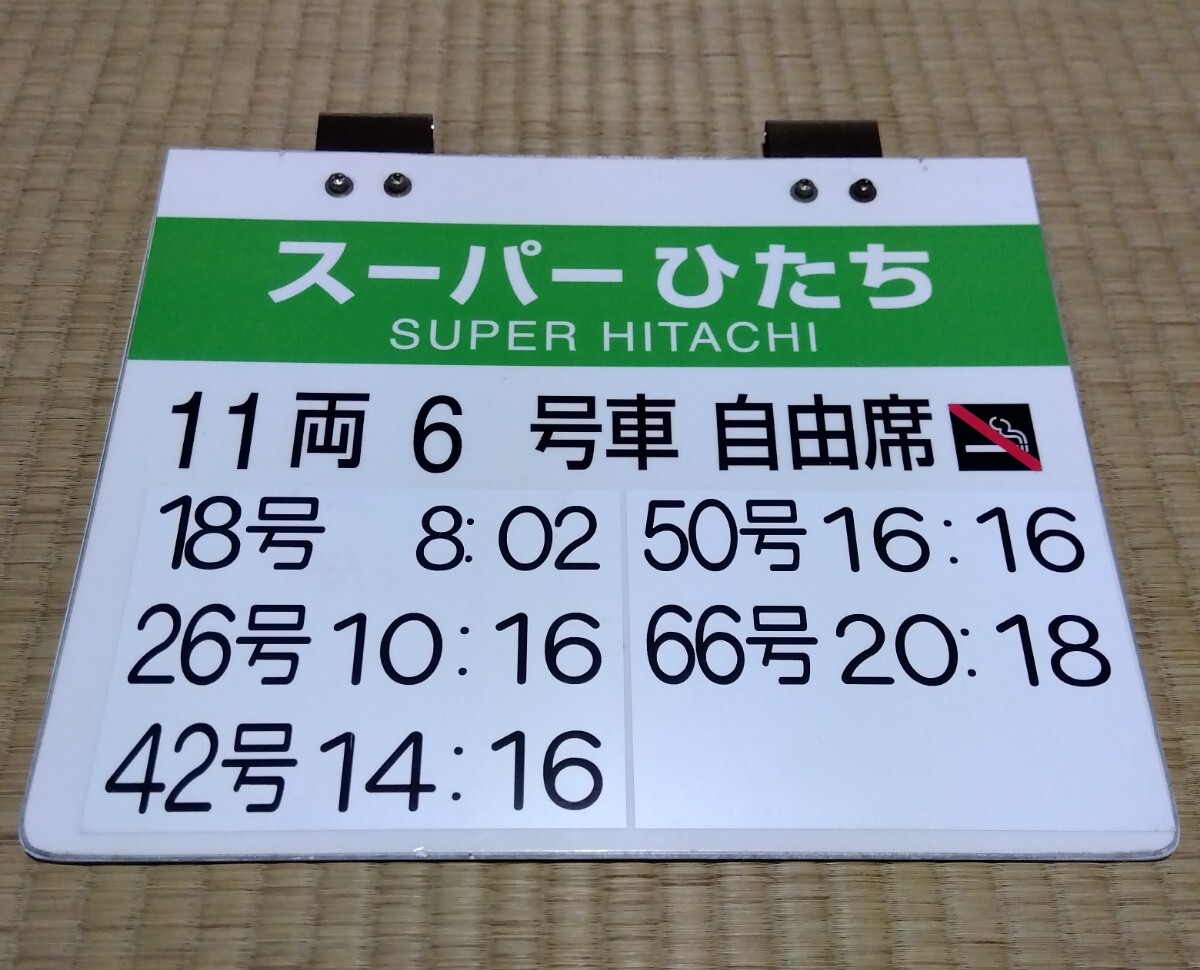 スーパーひたち
SUPER HITACHI
11両 6 号車 自由席
18号 8:02
26号 10:16
42号 14:16
50号 16:16
66号 20:18